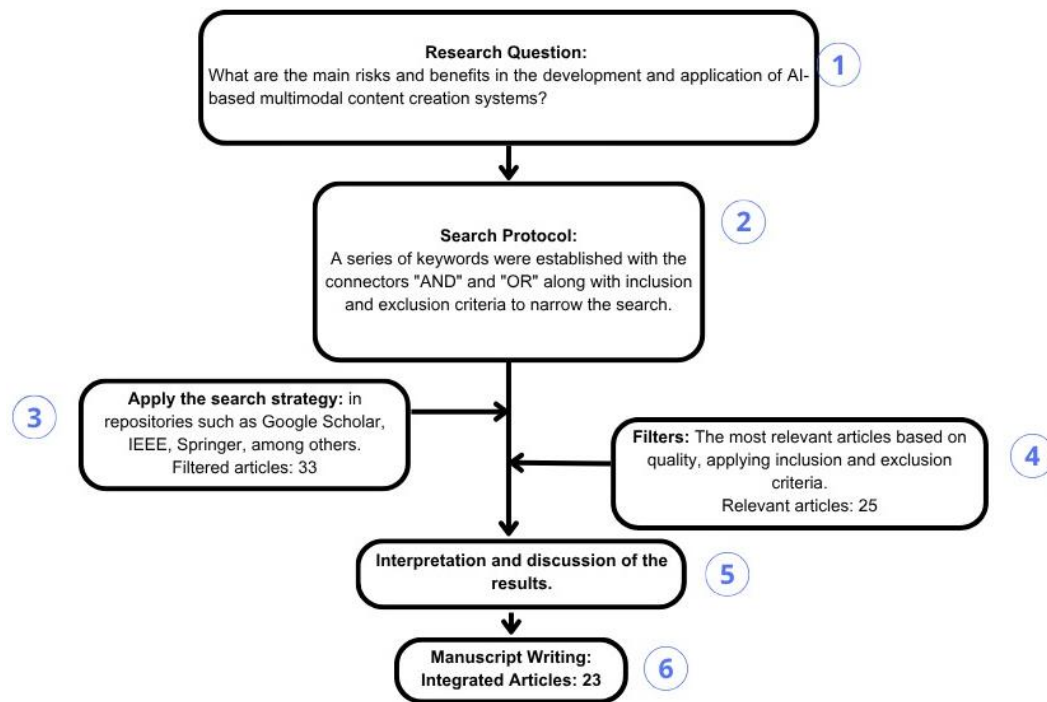 Research Question:
What are the main risks and benefits in the development and application of AI-
based multimodal content creation systems?
1
Search Protocol:
A series of keywords were established with the
connectors "AND" and "OR" along with inclusion
and exclusion criteria to narrow the search.
2
3
Apply the search strategy: in
repositories such as Google Scholar,
IEEE, Springer, among others.
Filtered articles: 33
Filters: The most relevant articles based on
quality, applying inclusion and exclusion
criteria.
Relevant articles: 25
4
Interpretation and discussion of the
results.
5
Manuscript Writing:
Integrated Articles: 23
6